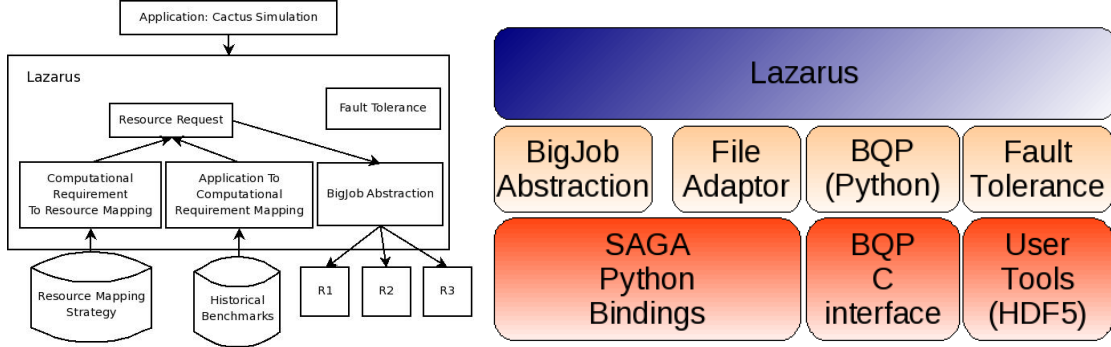 Application: Cactus Simulation
Lazarus
Fault Tolerance
Resource Request
Computational
Requirement
To Resource Mapping
Application To
Computational
Requirement Mapping
BigJob Abstraction
Resource Mapping
Strategy
Historical
Benchmarks
R1
R2
R3
Lazarus
BigJob
Abstraction
File
Adaptor
BQP
(Python)
Fault
Tolerance
SAGA
Python
Bindings
BQP
C
interface
User
Tools
(HDF5)